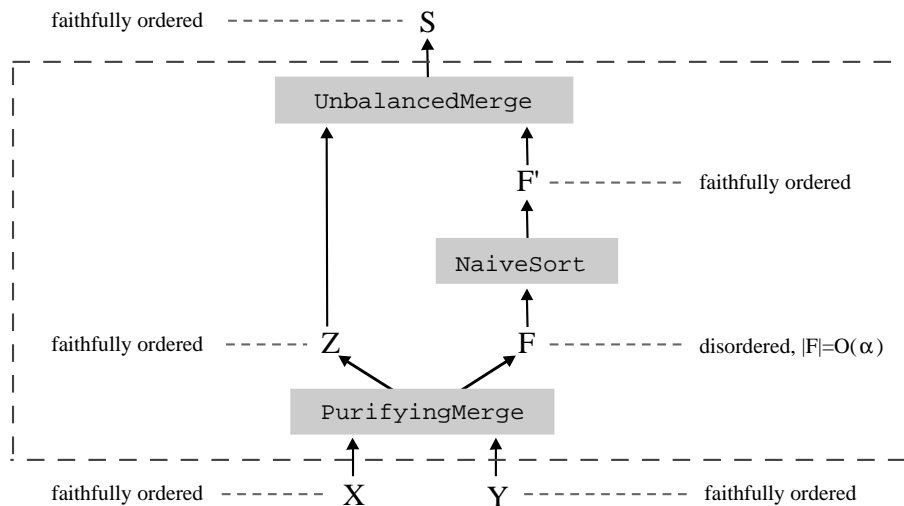 faithfully ordered S
UnbalancedMerge
F' faithfully ordered
NaiveSort
faithfully ordered Z F disordered, |F|=O(α)
PurifyingMerge
faithfully ordered X Y faithfully ordered